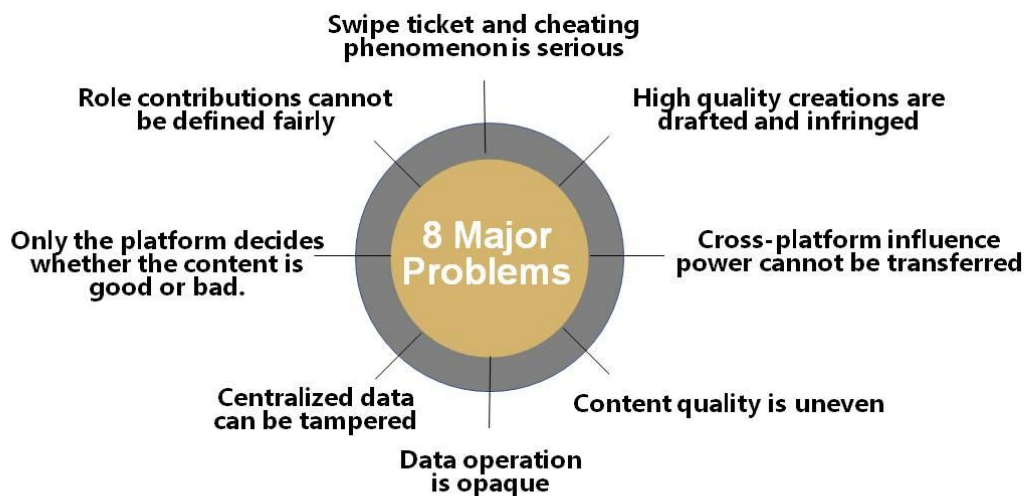 Swipe ticket and cheating
phenomenon is serious
Role contributions cannot
be defined fairly
High quality creations are
drafted and infringed
8 Major
Problems
Only the platform decides
whether the content is
good or bad.
Cross-platform influence
power cannot be transferred
Centralized data
can be tampered
Content quality is uneven
Data operation
is opaque